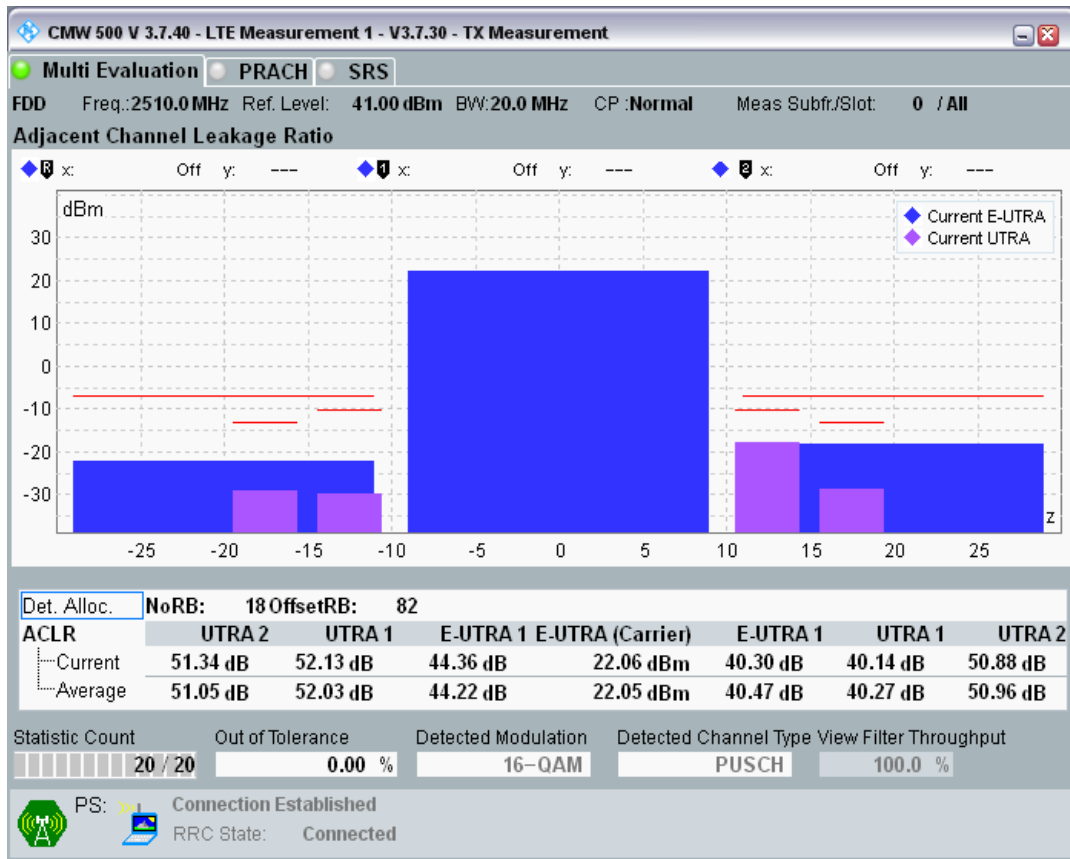 CMW 500 V 3.7.40 - LTE Measurement 1 - V3.7.30 - TX Measurement
Multi Evaluation PRACH SRS
FDD Freq.:2510.0 MHz Ref. Level: 41.00 dBm BW:20.0 MHz CP :Normal Meas Subfr./Slot: 0 / All
Adjacent Channel Leakage Ratio
R x: Off y: --- 1 x: Off y: --- 2 x: Off y: ---
dBm
Current E-UTRA
Current UTRA
30
20
10
0
-10
-20
-30
z
-25 -20 -15 -10 -5 0 5 10 15 20 25
Det. Alloc. NoRB: 18 OffsetRB: 82
ACLR UTRA 2 UTRA 1 E-UTRA 1 E-UTRA (Carrier) E-UTRA 1 UTRA 1 UTRA 2
Current 51.34 dB 52.13 dB 44.36 dB 22.06 dBm 40.30 dB 40.14 dB 50.88 dB
Average 51.05 dB 52.03 dB 44.22 dB 22.05 dBm 40.47 dB 40.27 dB 50.96 dB
Statistic Count Out of Tolerance Detected Modulation Detected Channel Type View Filter Throughput
20 / 20 0.00 % 16-QAM PUSCH 100.0 %
PS: Connection Established
RRC State: Connected